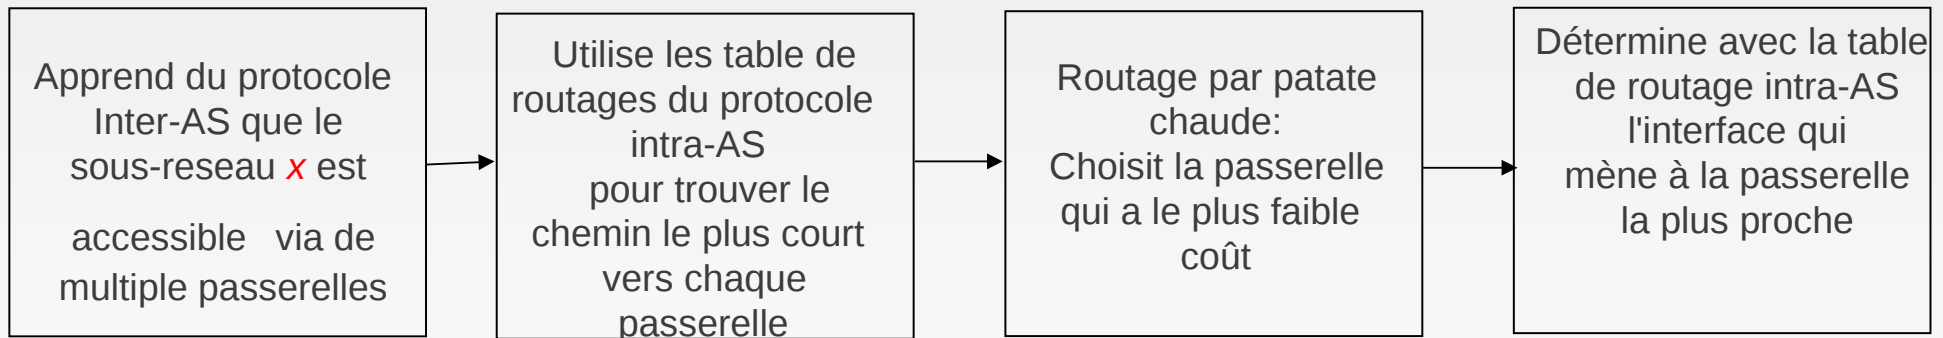 Apprend du protocole
Inter-AS que le
sous-reseau x est
accessible via de
multiple passerelles
Utilise les table de
routages du protocole
intra-AS
pour trouver le
chemin le plus court
vers chaque
passerelle
Routage par patate
chaude:
Choisit la passerelle
qui a le plus faible
coût
Détermine avec la table
de routage intra-AS
l'interface qui
mène à la passerelle
la plus proche